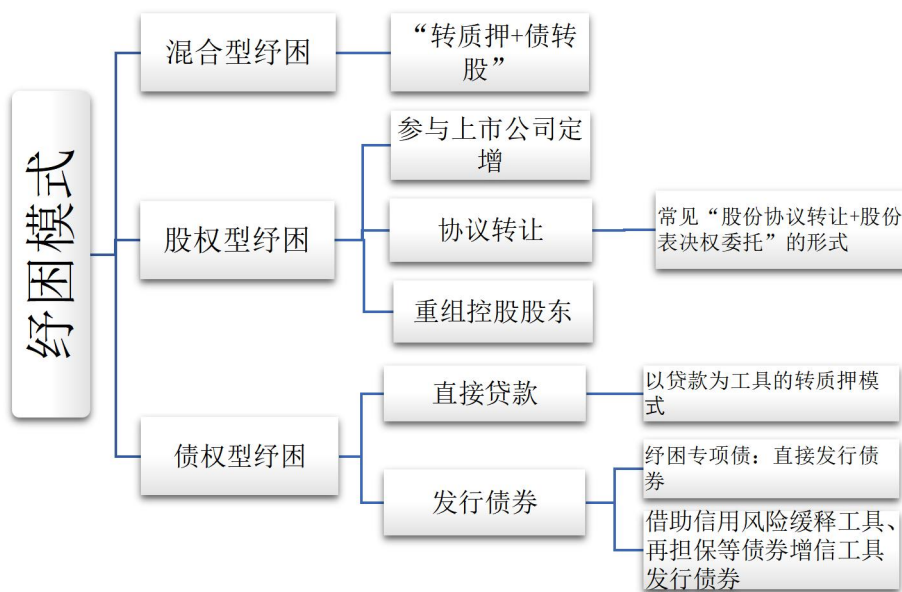 纾困模式
混合型纾困
“转质押+债转
股”
股权型纾困
参与上市公司定
增
协议转让
常见“股份协议转让+股份
表决权委托”的形式
重组控股股东
债权型纾困
直接贷款
以贷款为工具的转质押模
式
发行债券
纾困专项债：直接发行债
券
借助信用风险缓释工具、
再担保等债券增信工具
发行债券